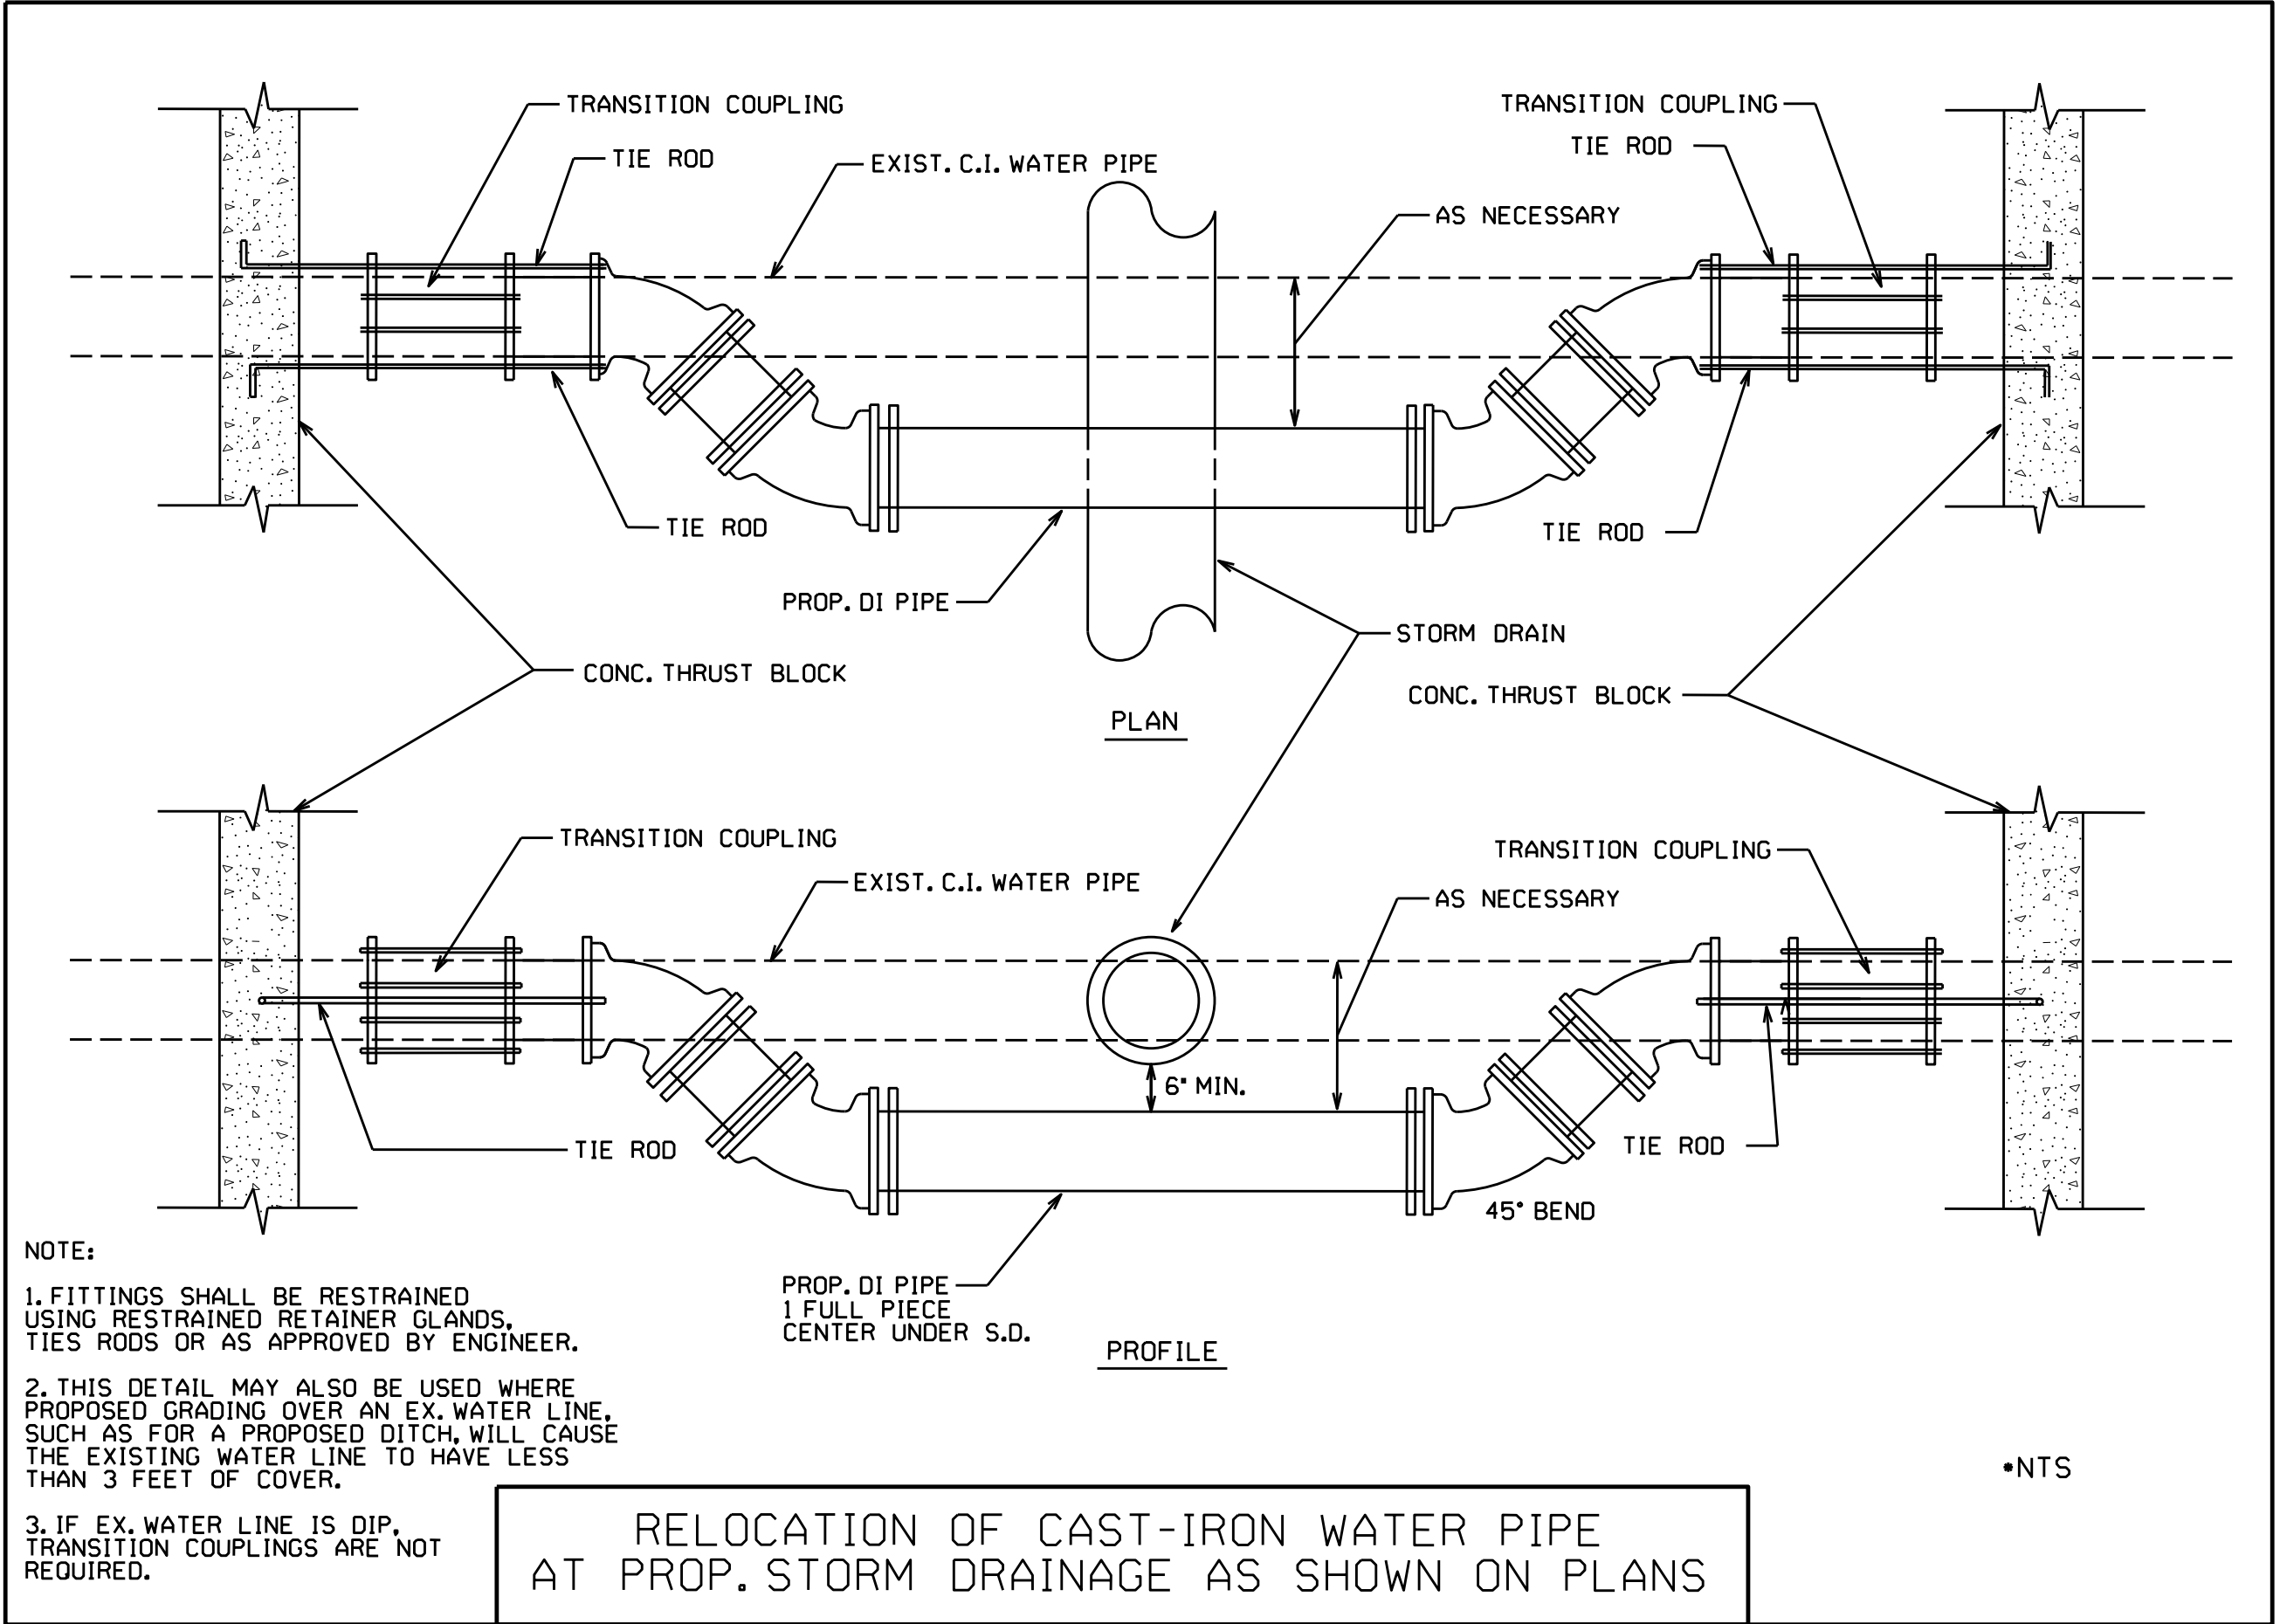 TRANSITION COUPLING
TRANSITION COUPLING
TIE ROD
TIE ROD
EXIST. C.I. WATER PIPE
AS NECESSARY
TIE ROD
TIE ROD
PROP. DI PIPE
STORM DRAIN
CONC. THRUST BLOCK
CONC. THRUST BLOCK
PLAN
TRANSITION COUPLING
TRANSITION COUPLING
EXIST. C.I. WATER PIPE
AS NECESSARY
6" MIN.
TIE ROD
TIE ROD
45° BEND
PROP. DI PIPE
1 FULL PIECE
CENTER UNDER S.D.
PROFILE
NOTE:
1. FITTINGS SHALL BE RESTRAINED
USING RESTRAINED RETAINER GLANDS,
TIES RODS OR AS APPROVED BY ENGINEER.
2. THIS DETAIL MAY ALSO BE USED WHERE
PROPOSED GRADING OVER AN EX. WATER LINE,
SUCH AS FOR A PROPOSED DITCH, WILL CAUSE
THE EXISTING WATER LINE TO HAVE LESS
THAN 3 FEET OF COVER.
3. IF EX. WATER LINE IS DIP,
TRANSITION COUPLINGS ARE NOT
REQUIRED.
*NTS
RELOCATION OF CAST-IRON WATER PIPE
AT PROP. STORM DRAINAGE AS SHOWN ON PLANS